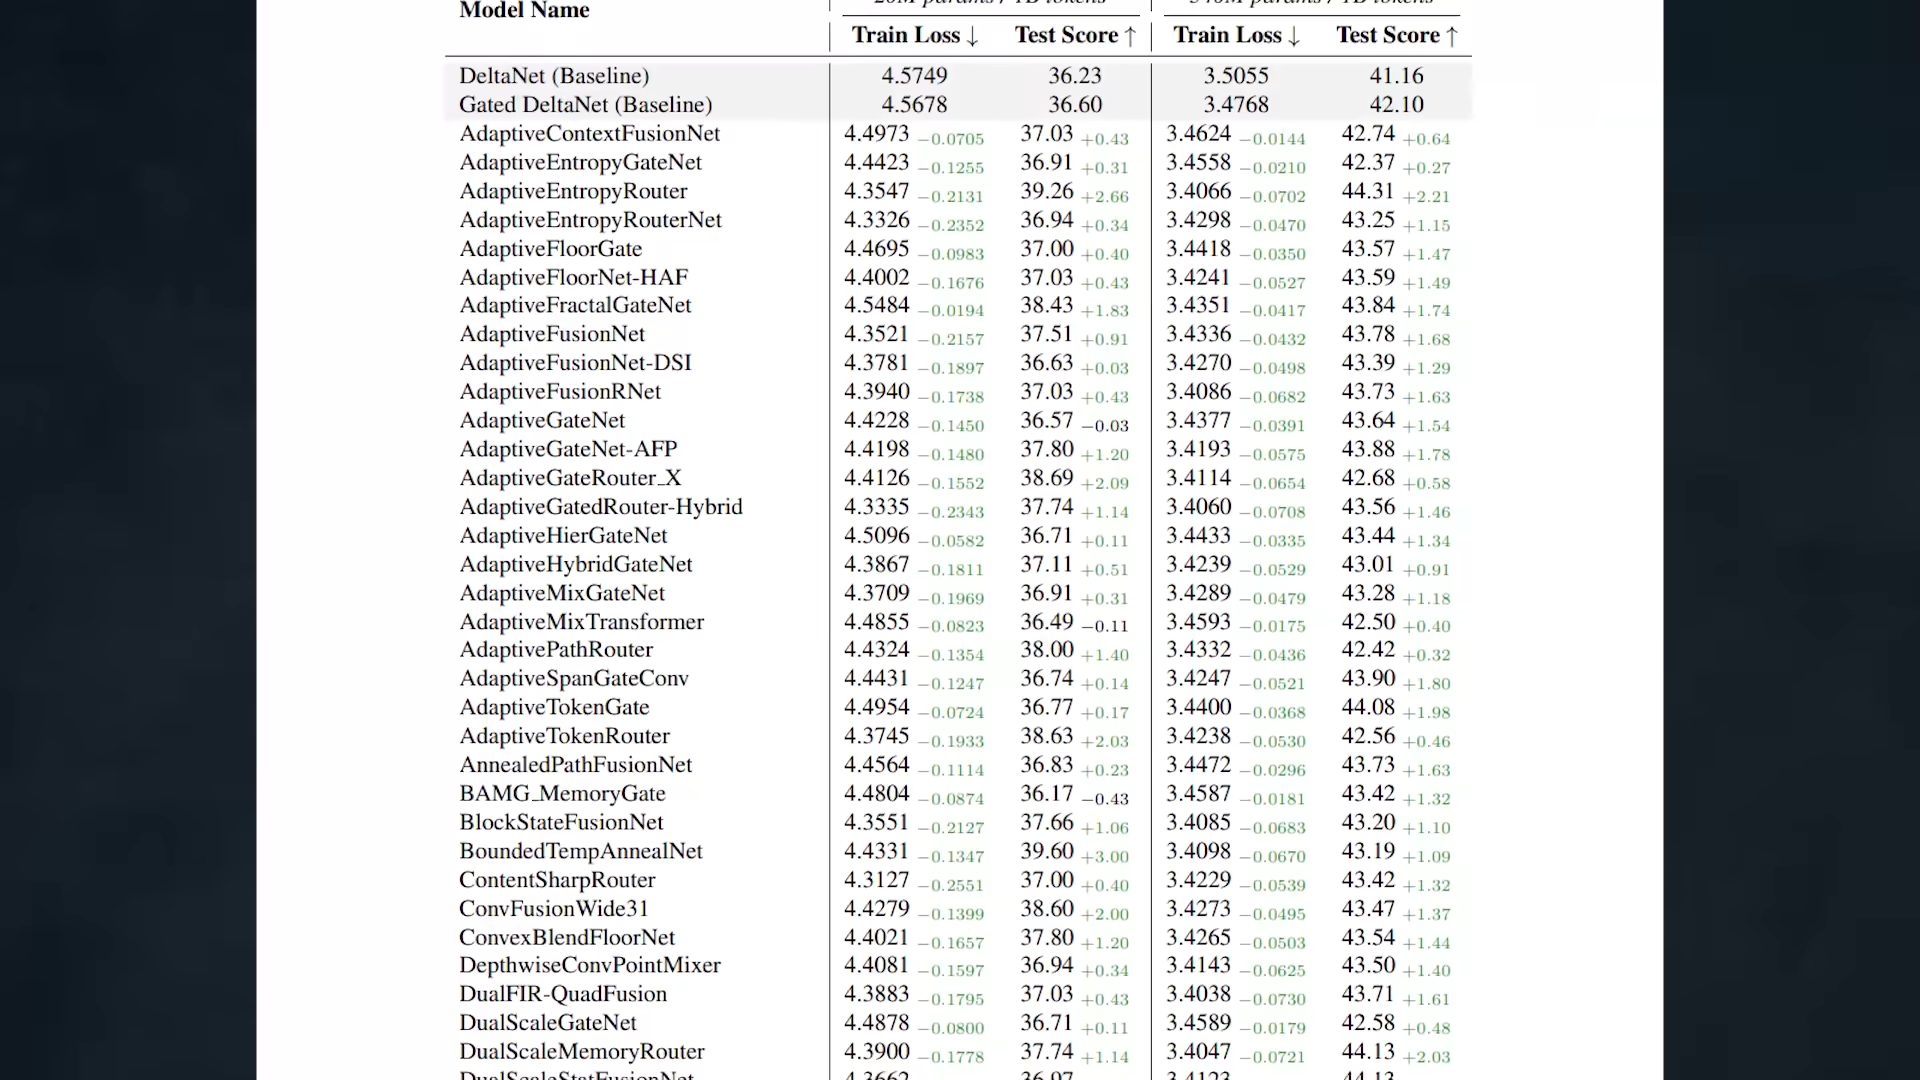 20M params / 1B tokens 340M params / 1B tokens
Model Name
Train Loss ↓ Test Score ↑ Train Loss ↓ Test Score ↑
DeltaNet (Baseline) 4.5749 36.23 3.5055 41.16
Gated DeltaNet (Baseline) 4.5678 36.60 3.4768 42.10
AdaptiveContextFusionNet 4.4973 −0.0705 37.03 +0.43 3.4624 −0.0144 42.74 +0.64
AdaptiveEntropyGateNet 4.4423 −0.1255 36.91 +0.31 3.4558 −0.0210 42.37 +0.27
AdaptiveEntropyRouter 4.3547 −0.2131 39.26 +2.66 3.4066 −0.0702 44.31 +2.21
AdaptiveEntropyRouterNet 4.3326 −0.2352 36.94 +0.34 3.4298 −0.0470 43.25 +1.15
AdaptiveFloorGate 4.4695 −0.0983 37.00 +0.40 3.4418 −0.0350 43.57 +1.47
AdaptiveFloorNet-HAF 4.4002 −0.1676 37.03 +0.43 3.4241 −0.0527 43.59 +1.49
AdaptiveFractalGateNet 4.5484 −0.0194 38.43 +1.83 3.4351 −0.0417 43.84 +1.74
AdaptiveFusionNet 4.3521 −0.2157 37.51 +0.91 3.4336 −0.0432 43.78 +1.68
AdaptiveFusionNet-DSI 4.3781 −0.1897 36.63 +0.03 3.4270 −0.0498 43.39 +1.29
AdaptiveFusionRNet 4.3940 −0.1738 37.03 +0.43 3.4086 −0.0682 43.73 +1.63
AdaptiveGateNet 4.4228 −0.1450 36.57 −0.03 3.4377 −0.0391 43.64 +1.54
AdaptiveGateNet-AFP 4.4198 −0.1480 37.80 +1.20 3.4193 −0.0575 43.88 +1.78
AdaptiveGateRouter_X 4.4126 −0.1552 38.69 +2.09 3.4114 −0.0654 42.68 +0.58
AdaptiveGatedRouter-Hybrid 4.3335 −0.2343 37.74 +1.14 3.4060 −0.0708 43.56 +1.46
AdaptiveHierGateNet 4.5096 −0.0582 36.71 +0.11 3.4433 −0.0335 43.44 +1.34
AdaptiveHybridGateNet 4.3867 −0.1811 37.11 +0.51 3.4239 −0.0529 43.01 +0.91
AdaptiveMixGateNet 4.3709 −0.1969 36.91 +0.31 3.4289 −0.0479 43.28 +1.18
AdaptiveMixTransformer 4.4855 −0.0823 36.49 −0.11 3.4593 −0.0175 42.50 +0.40
AdaptivePathRouter 4.4324 −0.1354 38.00 +1.40 3.4332 −0.0436 42.42 +0.32
AdaptiveSpanGateConv 4.4431 −0.1247 36.74 +0.14 3.4247 −0.0521 43.90 +1.80
AdaptiveTokenGate 4.4954 −0.0724 36.77 +0.17 3.4400 −0.0368 44.08 +1.98
AdaptiveTokenRouter 4.3745 −0.1933 38.63 +2.03 3.4238 −0.0530 42.56 +0.46
AnnealedPathFusionNet 4.4564 −0.1114 36.83 +0.23 3.4472 −0.0296 43.73 +1.63
BAMG_MemoryGate 4.4804 −0.0874 36.17 −0.43 3.4587 −0.0181 43.42 +1.32
BlockStateFusionNet 4.3551 −0.2127 37.66 +1.06 3.4085 −0.0683 43.20 +1.10
BoundedTempAnnealNet 4.4331 −0.1347 39.60 +3.00 3.4098 −0.0670 43.19 +1.09
ContentSharpRouter 4.3127 −0.2551 37.00 +0.40 3.4229 −0.0539 43.42 +1.32
ConvFusionWide31 4.4279 −0.1399 38.60 +2.00 3.4273 −0.0495 43.47 +1.37
ConvexBlendFloorNet 4.4021 −0.1657 37.80 +1.20 3.4265 −0.0503 43.54 +1.44
DepthwiseConvPointMixer 4.4081 −0.1597 36.94 +0.34 3.4143 −0.0625 43.50 +1.40
DualFIR-QuadFusion 4.3883 −0.1795 37.03 +0.43 3.4038 −0.0730 43.71 +1.61
DualScaleGateNet 4.4878 −0.0800 36.71 +0.11 3.4589 −0.0179 42.58 +0.48
DualScaleMemoryRouter 4.3900 −0.1778 37.74 +1.14 3.4047 −0.0721 44.13 +2.03
DualScaleStatFusionNet 4.3662 36.97 3.4123 44.13